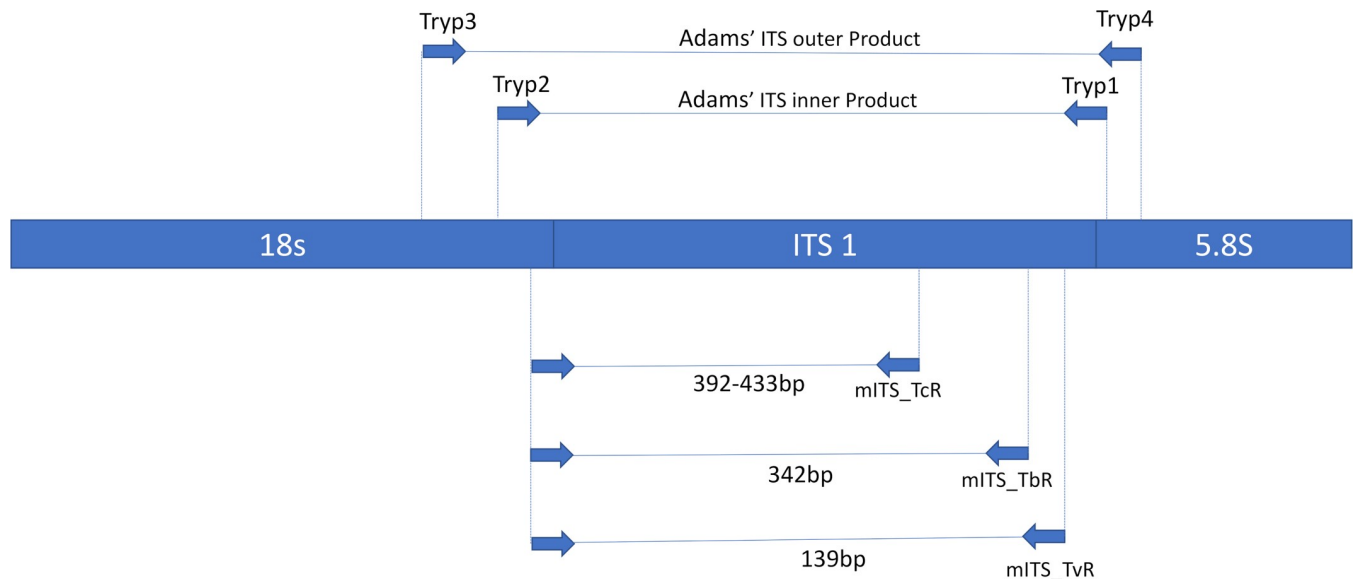 Tryp3
Adams' ITS outer Product
Tryp4
Tryp2
Adams' ITS inner Product
Tryp1
18s
ITS 1
5.8S
392-433bp
mITS_TcR
342bp
mITS_TbR
139bp
mITS_TvR